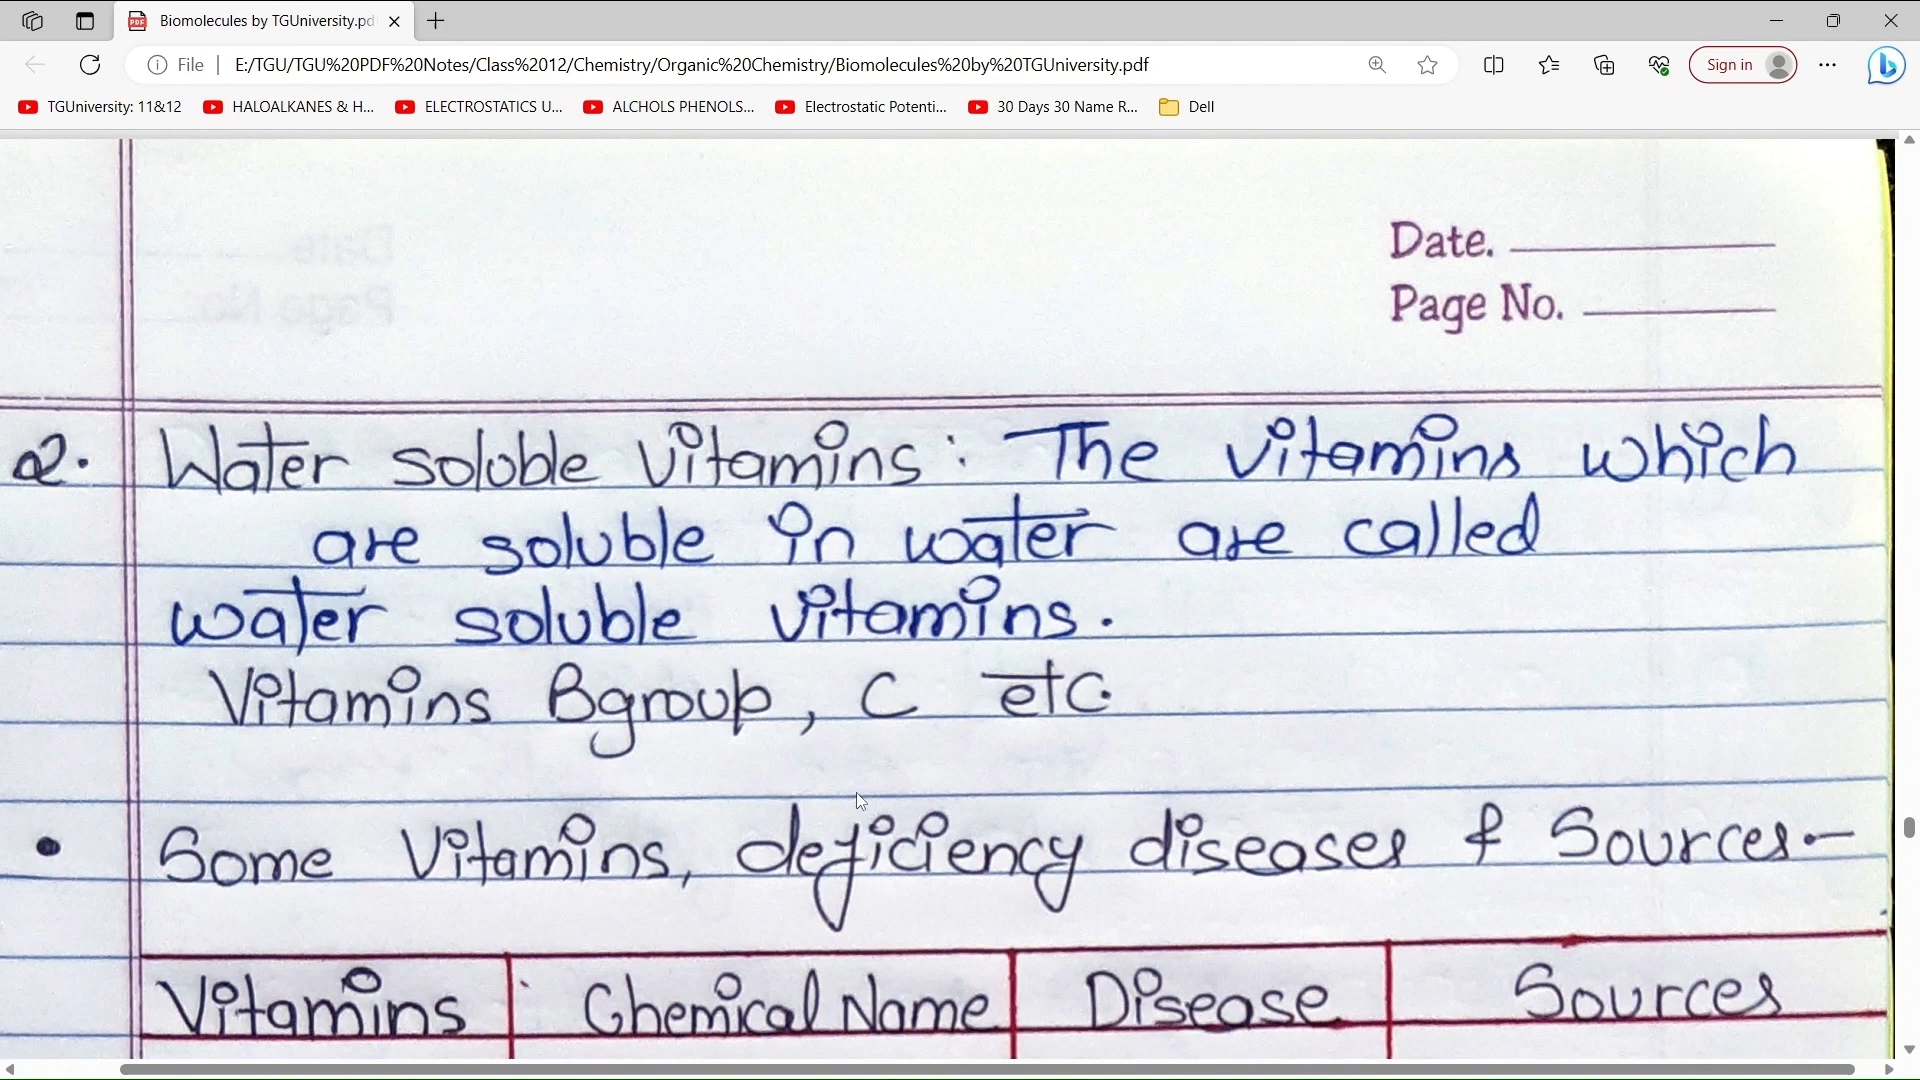 Biomolecules by TGUniversity.pd
File
E:/TGU/TGU%20PDF%20Notes/Class%2012/Chemistry/Organic%20Chemistry/Biomolecules%20by%20TGUniversity.pdf
Sign in
TGUniversity: 11&12
HALOALKANES & H...
ELECTROSTATICS U...
ALCHOLS PHENOLS...
Electrostatic Potenti...
30 Days 30 Name R...
Dell
Date.
Page No.
2. Water soluble Vitamins: The vitamins which
are soluble in water are called
water soluble vitamins.
Vitamins Bgroup, C etc.
• Some Vitamins, deficiency diseases & Sources.-
Vitamins Chemical Name Disease Sources